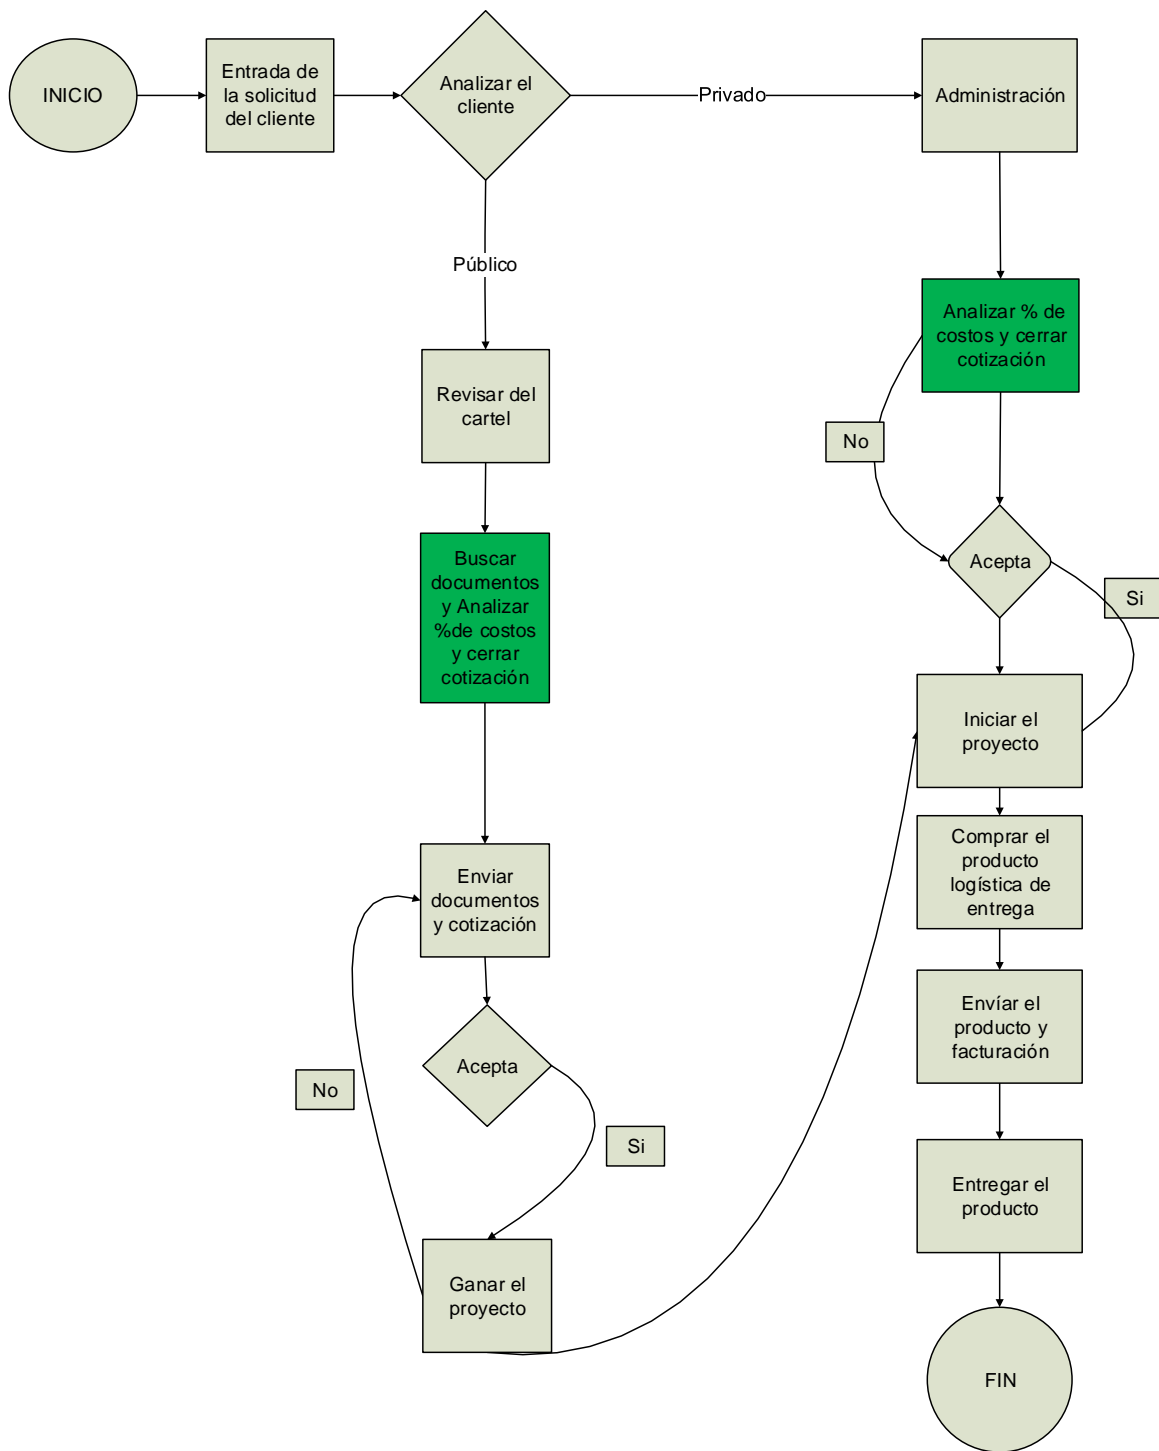 INICIO
Entrada de
la solicitud
del cliente
Analizar el
cliente
Privado
Administración
Público
Analizar % de
costos y cerrar
cotización
Revisar del
cartel
No
Buscar
documentos
y Analizar
%de costos
y cerrar
cotización
Acepta
Si
Iniciar el
proyecto
Comprar el
producto
logística de
entrega
Enviar
documentos
y cotización
Envíar el
producto y
facturación
Acepta
No
Si
Entregar el
producto
Ganar el
proyecto
FIN